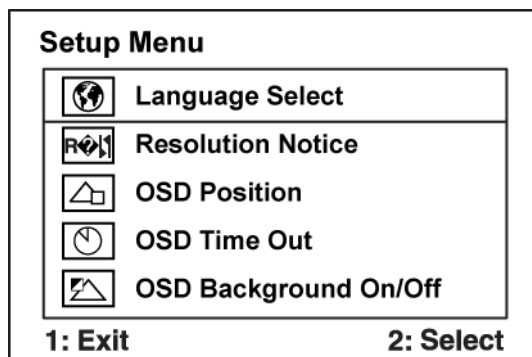 Setup Menu
Language Select
Resolution Notice
OSD Position
OSD Time Out
OSD Background On/Off
1: Exit 2: Select